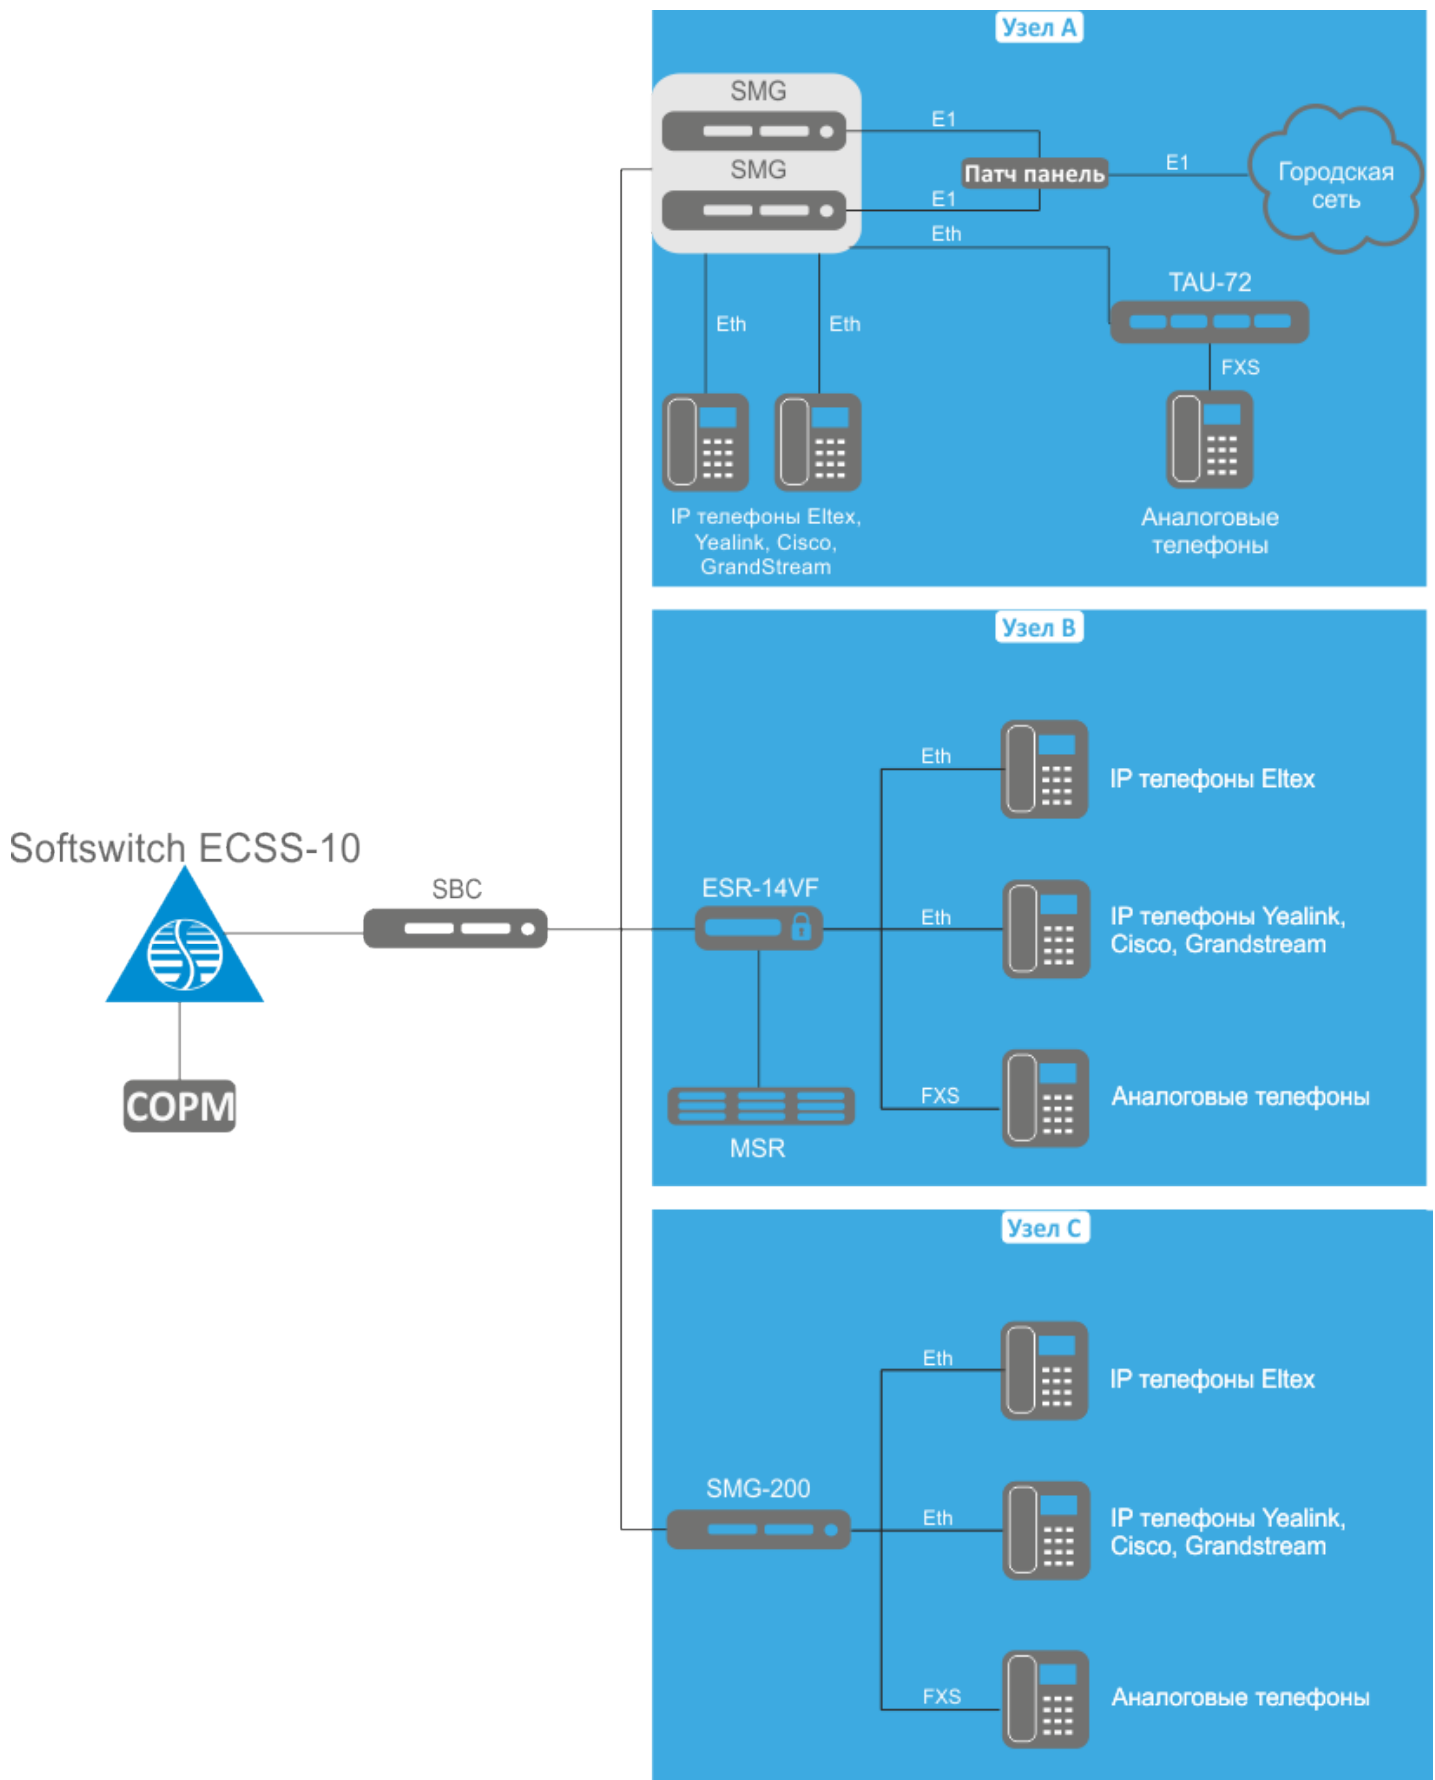 Узел A
SMG
E1
SMG
Патч панель
E1
Городская
сеть
E1
Eth
TAU-72
Eth
Eth
FXS
IP телефоны Eltex,
Yealink, Cisco,
GrandStream
Аналоговые
телефоны
Узел B
Eth
IP телефоны Eltex
Softswitch ECSS-10
SBC
ESR-14VF
Eth
IP телефоны Yealink,
Cisco, Grandstream
СОРМ
FXS
Аналоговые телефоны
MSR
Узел C
Eth
IP телефоны Eltex
SMG-200
Eth
IP телефоны Yealink,
Cisco, Grandstream
FXS
Аналоговые телефоны